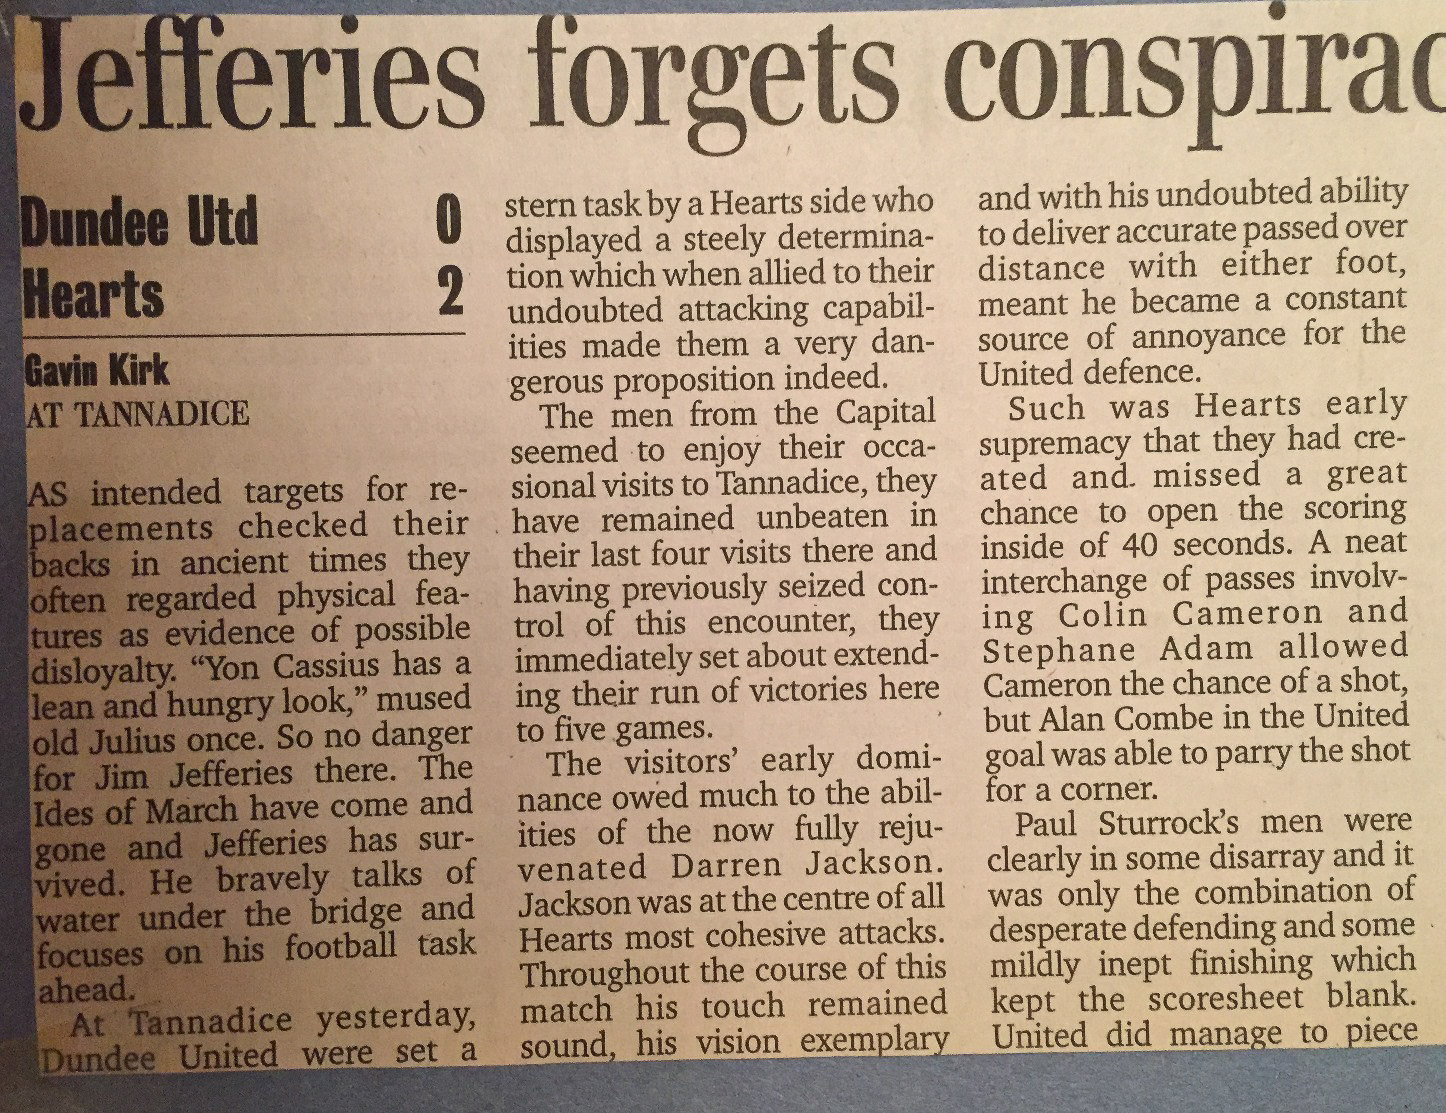 Jefferies forgets conspirac
Dundee Utd 0
Hearts 2
Gavin Kirk
AT TANNADICE
AS intended targets for re-
placements checked their
backs in ancient times they
often regarded physical fea-
tures as evidence of possible
disloyalty. “Yon Cassius has a
lean and hungry look,” mused
old Julius once. So no danger
for Jim Jefferies there. The
Ides of March have come and
gone and Jefferies has sur-
vived. He bravely talks of
water under the bridge and
focuses on his football task
ahead.
At Tannadice yesterday,
Dundee United were set a
stern task by a Hearts side who
displayed a steely determina-
tion which when allied to their
undoubted attacking capabil-
ities made them a very dan-
gerous proposition indeed.
The men from the Capital
seemed to enjoy their occa-
sional visits to Tannadice, they
have remained unbeaten in
their last four visits there and
having previously seized con-
trol of this encounter, they
immediately set about extend-
ing their run of victories here
to five games.
The visitors’ early domi-
nance owed much to the abil-
ities of the now fully reju-
venated Darren Jackson.
Jackson was at the centre of all
Hearts most cohesive attacks.
Throughout the course of this
match his touch remained
sound, his vision exemplary
and with his undoubted ability
to deliver accurate passed over
distance with either foot,
meant he became a constant
source of annoyance for the
United defence.
Such was Hearts early
supremacy that they had cre-
ated and missed a great
chance to open the scoring
inside of 40 seconds. A neat
interchange of passes involv-
ing Colin Cameron and
Stephane Adam allowed
Cameron the chance of a shot,
but Alan Combe in the United
goal was able to parry the shot
for a corner.
Paul Sturrock’s men were
clearly in some disarray and it
was only the combination of
desperate defending and some
mildly inept finishing which
kept the scoresheet blank.
United did manage to piece